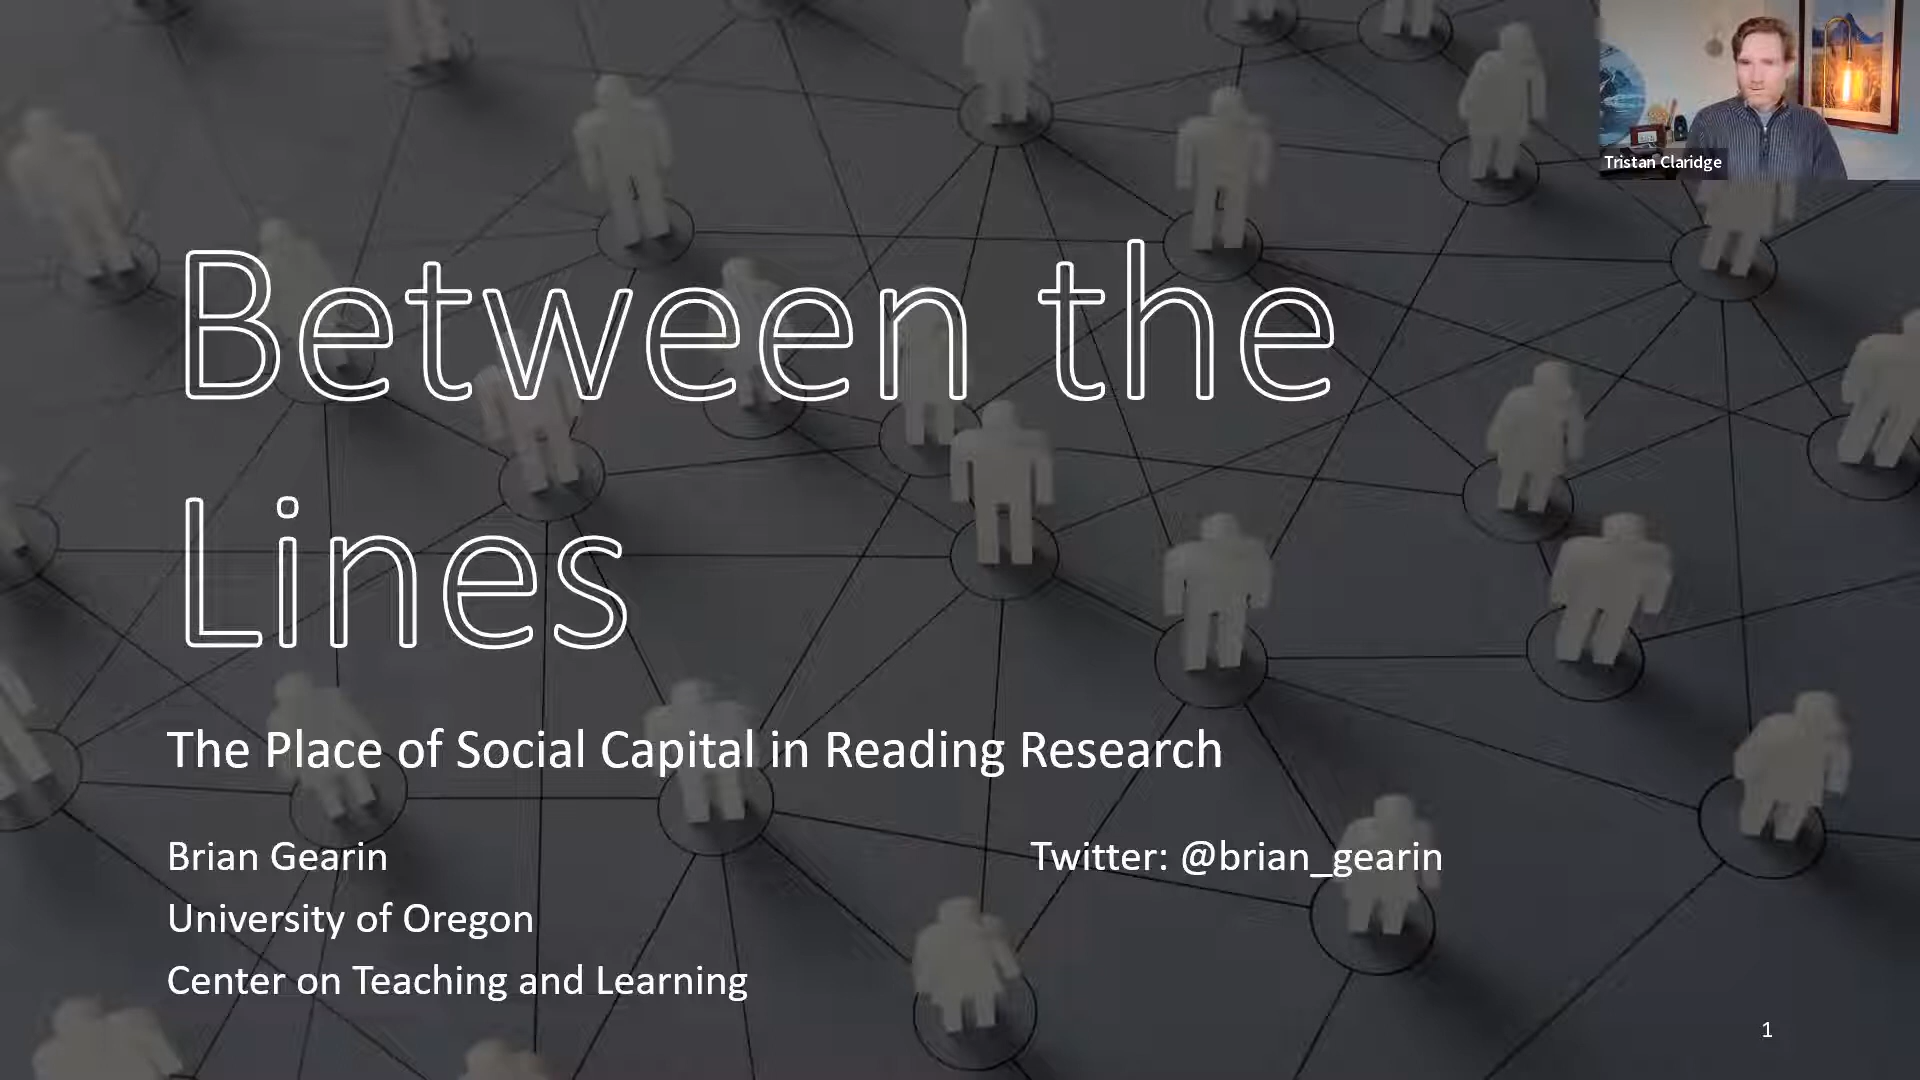 Tristan Claridge
Between the
Lines
The Place of Social Capital in Reading Research
Brian Gearin
Twitter: @brian_gearin
University of Oregon
Center on Teaching and Learning
1